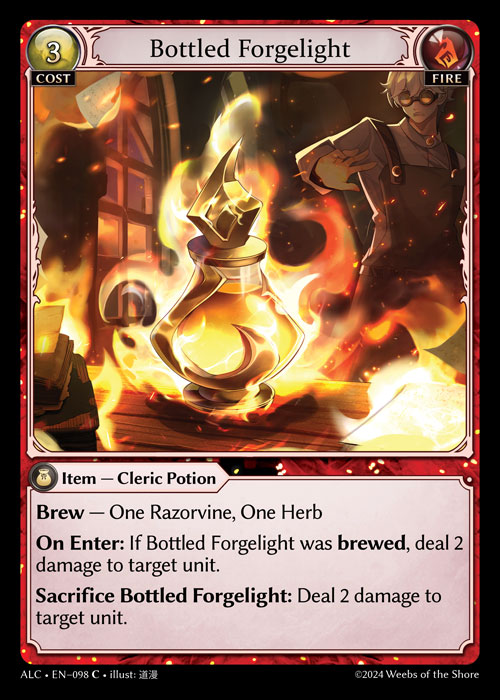 3
Bottled Forgelight
COST
FIRE
Item — Cleric Potion
Brew — One Razorvine, One Herb
On Enter: If Bottled Forgelight was brewed, deal 2
damage to target unit.
Sacrifice Bottled Forgelight: Deal 2 damage to
target unit.
ALC • EN–098 C • illust: 道漫
©2024 Weebs of the Shore